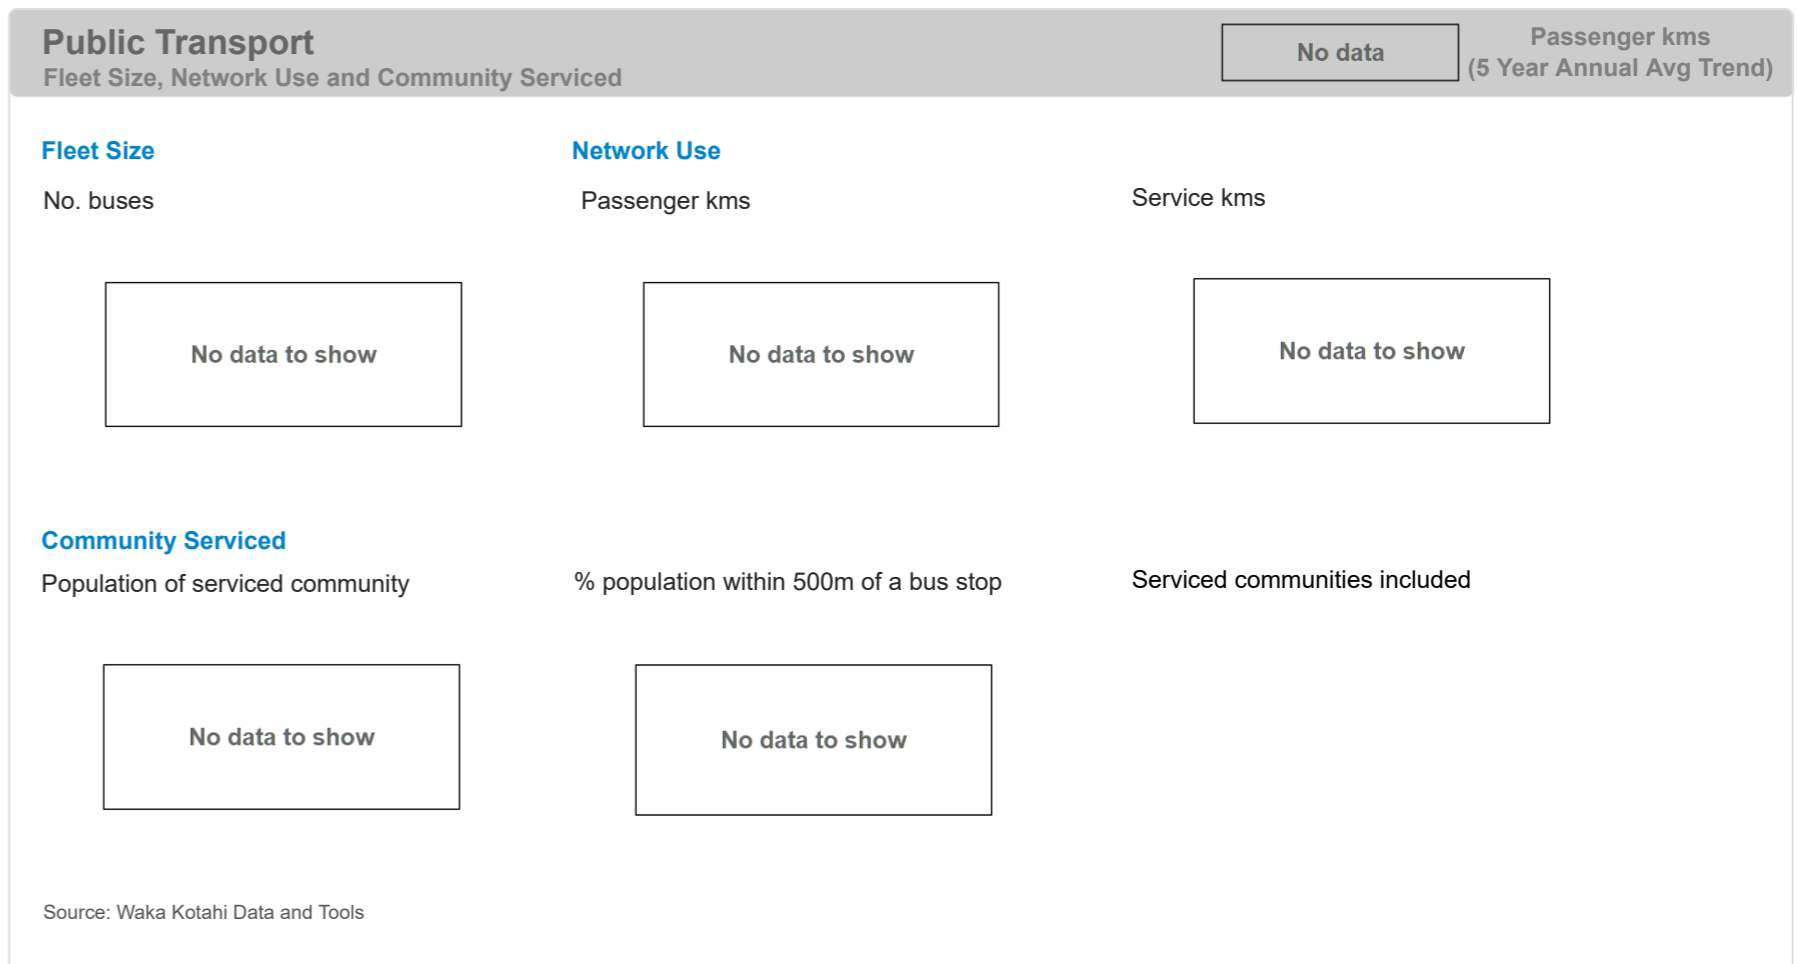 Public Transport
Fleet Size, Network Use and Community Serviced
No data
Passenger kms
(5 Year Annual Avg Trend)
Fleet Size
No. buses
No data to show
Network Use
Passenger kms
No data to show
Service kms
No data to show
Community Serviced
Population of serviced community
No data to show
% population within 500m of a bus stop
No data to show
Serviced communities included
Source: Waka Kotahi Data and Tools